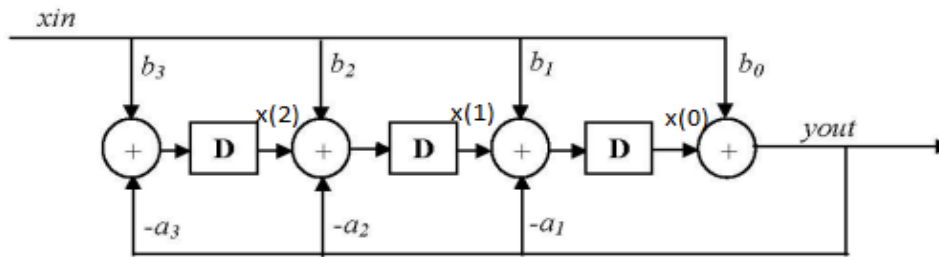 xin
b3 b2 b1 b0
x(2) x(1) x(0)
+ D + D + D + yout
-a3 -a2 -a1